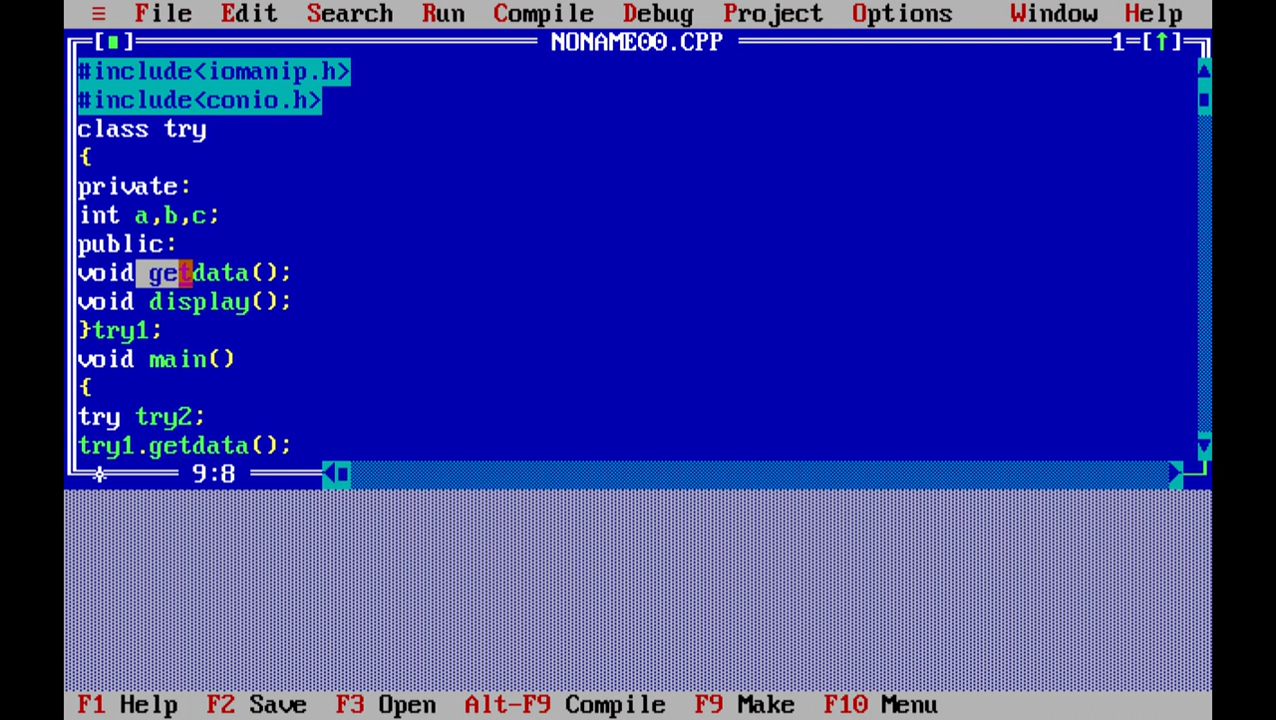 ≡ File Edit Search Run Compile Debug Project Options Window Help
[■] NONAME00.CPP 1=[↑]
#include<iomanip.h>
#include<conio.h>
class try
{
private:
int a,b,c;
public:
void getdata();
void display();
}try1;
void main()
{
try try2;
try1.getdata();
9:8
F1 Help F2 Save F3 Open Alt-F9 Compile F9 Make F10 Menu